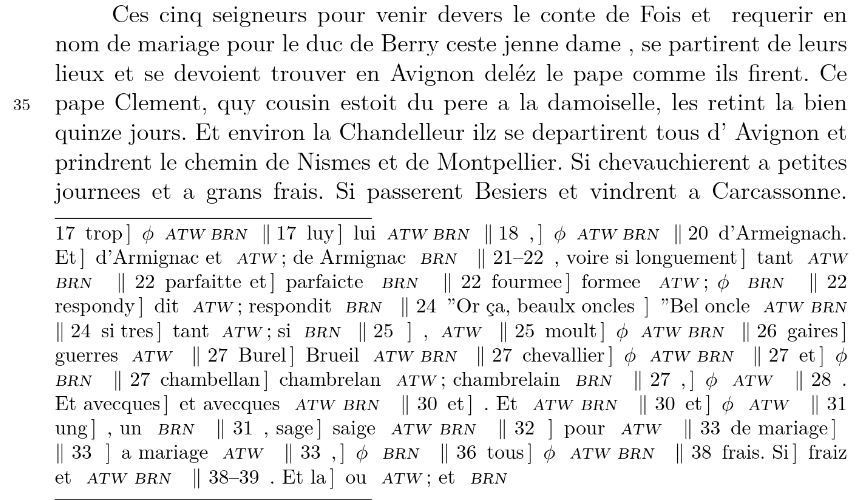 Ces cinq seigneurs pour venir devers le conte de Fois et requerir en
nom de mariage pour le duc de Berry ceste jenne dame , se partirent de leurs
lieux et se devoient trouver en Avignon deléz le pape comme ils firent. Ce
35 pape Clement, quy cousin estoit du pere a la damoiselle, les retint la bien
quinze jours. Et environ la Chandelleur ilz se departirent tous d' Avignon et
prindrent le chemin de Nismes et de Montpellier. Si chevauchierent a petites
journees et a grans frais. Si passerent Besiers et vindrent a Carcassonne.
17 trop] ϕ ATW BRN ‖ 17 luy] lui ATW BRN ‖ 18 ,] ϕ ATW BRN ‖ 20 d'Armeignach.
Et] d'Armignac et ATW; de Armignac BRN ‖ 21–22 , voire si longuement] tant ATW
BRN ‖ 22 parfaitte et] parfaicte BRN ‖ 22 fourmee] formee ATW; ϕ BRN ‖ 22
respondy] dit ATW; respondit BRN ‖ 24 ”Or ça, beaulx oncles ] ”Bel oncle ATW BRN
‖ 24 si tres] tant ATW; si BRN ‖ 25 ] , ATW ‖ 25 moult] ϕ ATW BRN ‖ 26 gaires]
guerres ATW ‖ 27 Burel] Brueil ATW BRN ‖ 27 chevallier] ϕ ATW BRN ‖ 27 et] ϕ
BRN ‖ 27 chambellan] chambrelan ATW; chambrelain BRN ‖ 27 ,] ϕ ATW ‖ 28 .
Et avecques] et avecques ATW BRN ‖ 30 et] . Et ATW BRN ‖ 30 et] ϕ ATW ‖ 31
ung] , un BRN ‖ 31 , sage] saige ATW BRN ‖ 32 ] pour ATW ‖ 33 de mariage]
‖ 33 ] a mariage ATW ‖ 33 ,] ϕ BRN ‖ 36 tous] ϕ ATW BRN ‖ 38 frais. Si] fraiz
et ATW BRN ‖ 38–39 . Et la] ou ATW; et BRN